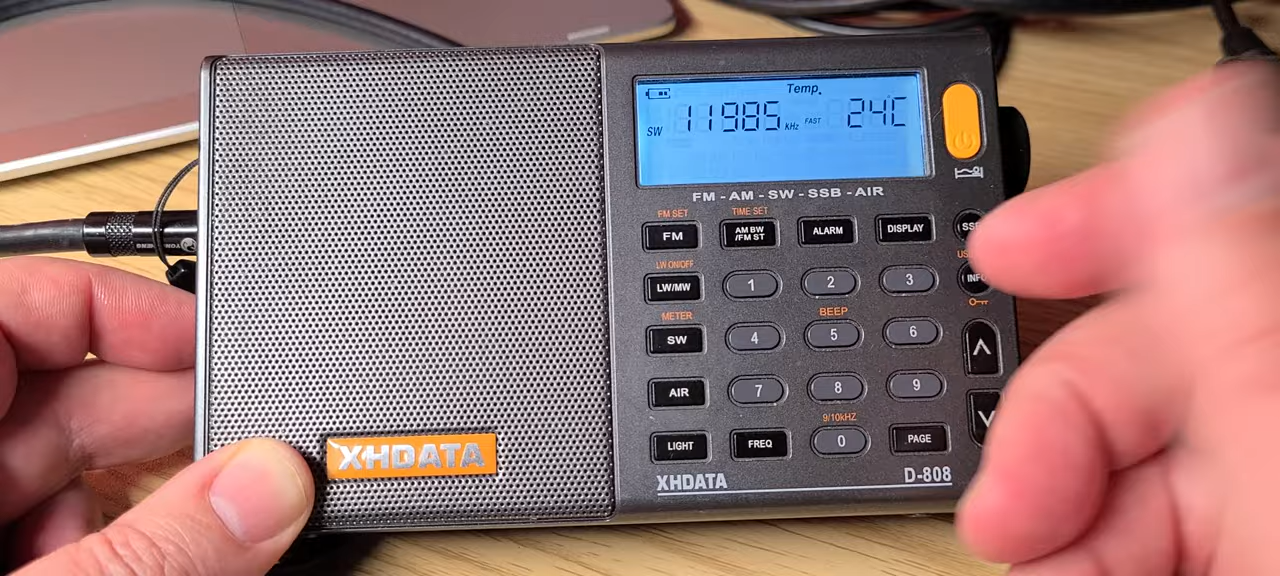 Temp.
SW 11985 KHz FAST 24°C
FM - AM - SW - SSB - AIR
FM SET
TIME SET
FM
AM BW
/FM ST
ALARM
DISPLAY
LW ON/OFF
LW/MW
1
2
3
INFO
METER
BEEP
SW
4
5
6
AIR
7
8
9
9/10kHZ
LIGHT
FREQ
0
PAGE
XHDATA
XHDATA
D-808